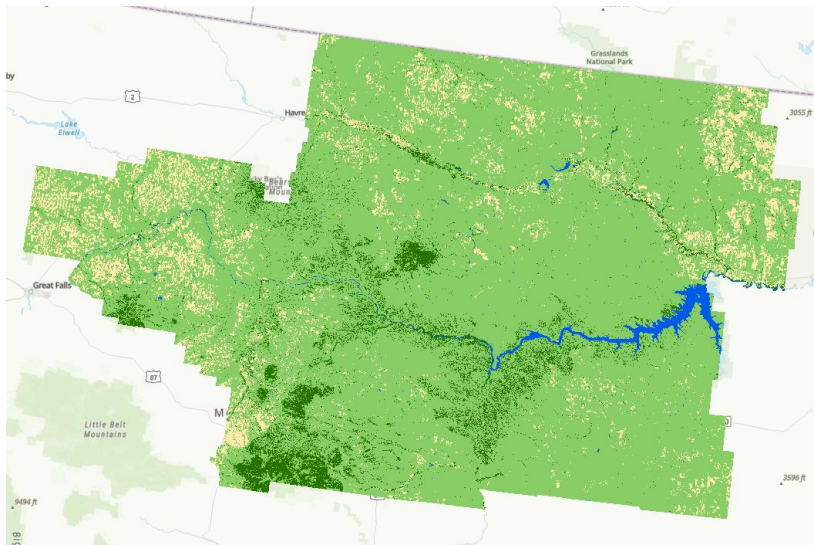 Grasslands
National Park
by
2
3055 ft
Havre
Lake
Elwell
Great Falls
87
M
Little Belt
Mountains
9494 ft
3596 ft